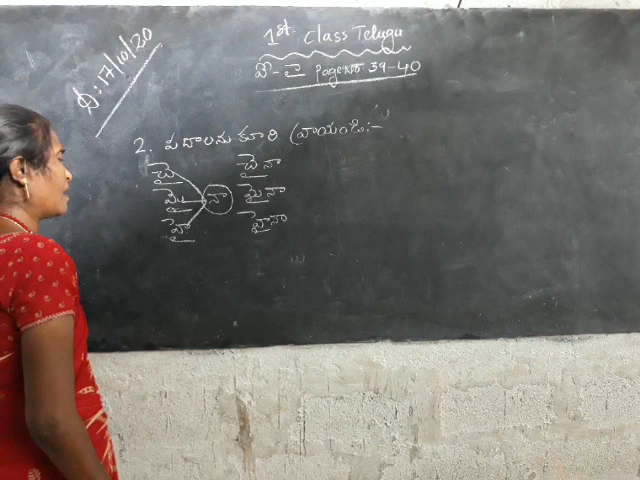 ది: 17/10/20
1st class Telugu
ఏ - ఎై page no 39-40
2. పదాలను కూర్చి వ్రాయండి :-
చై చైనా
మై నా మైనా
పై పైనా